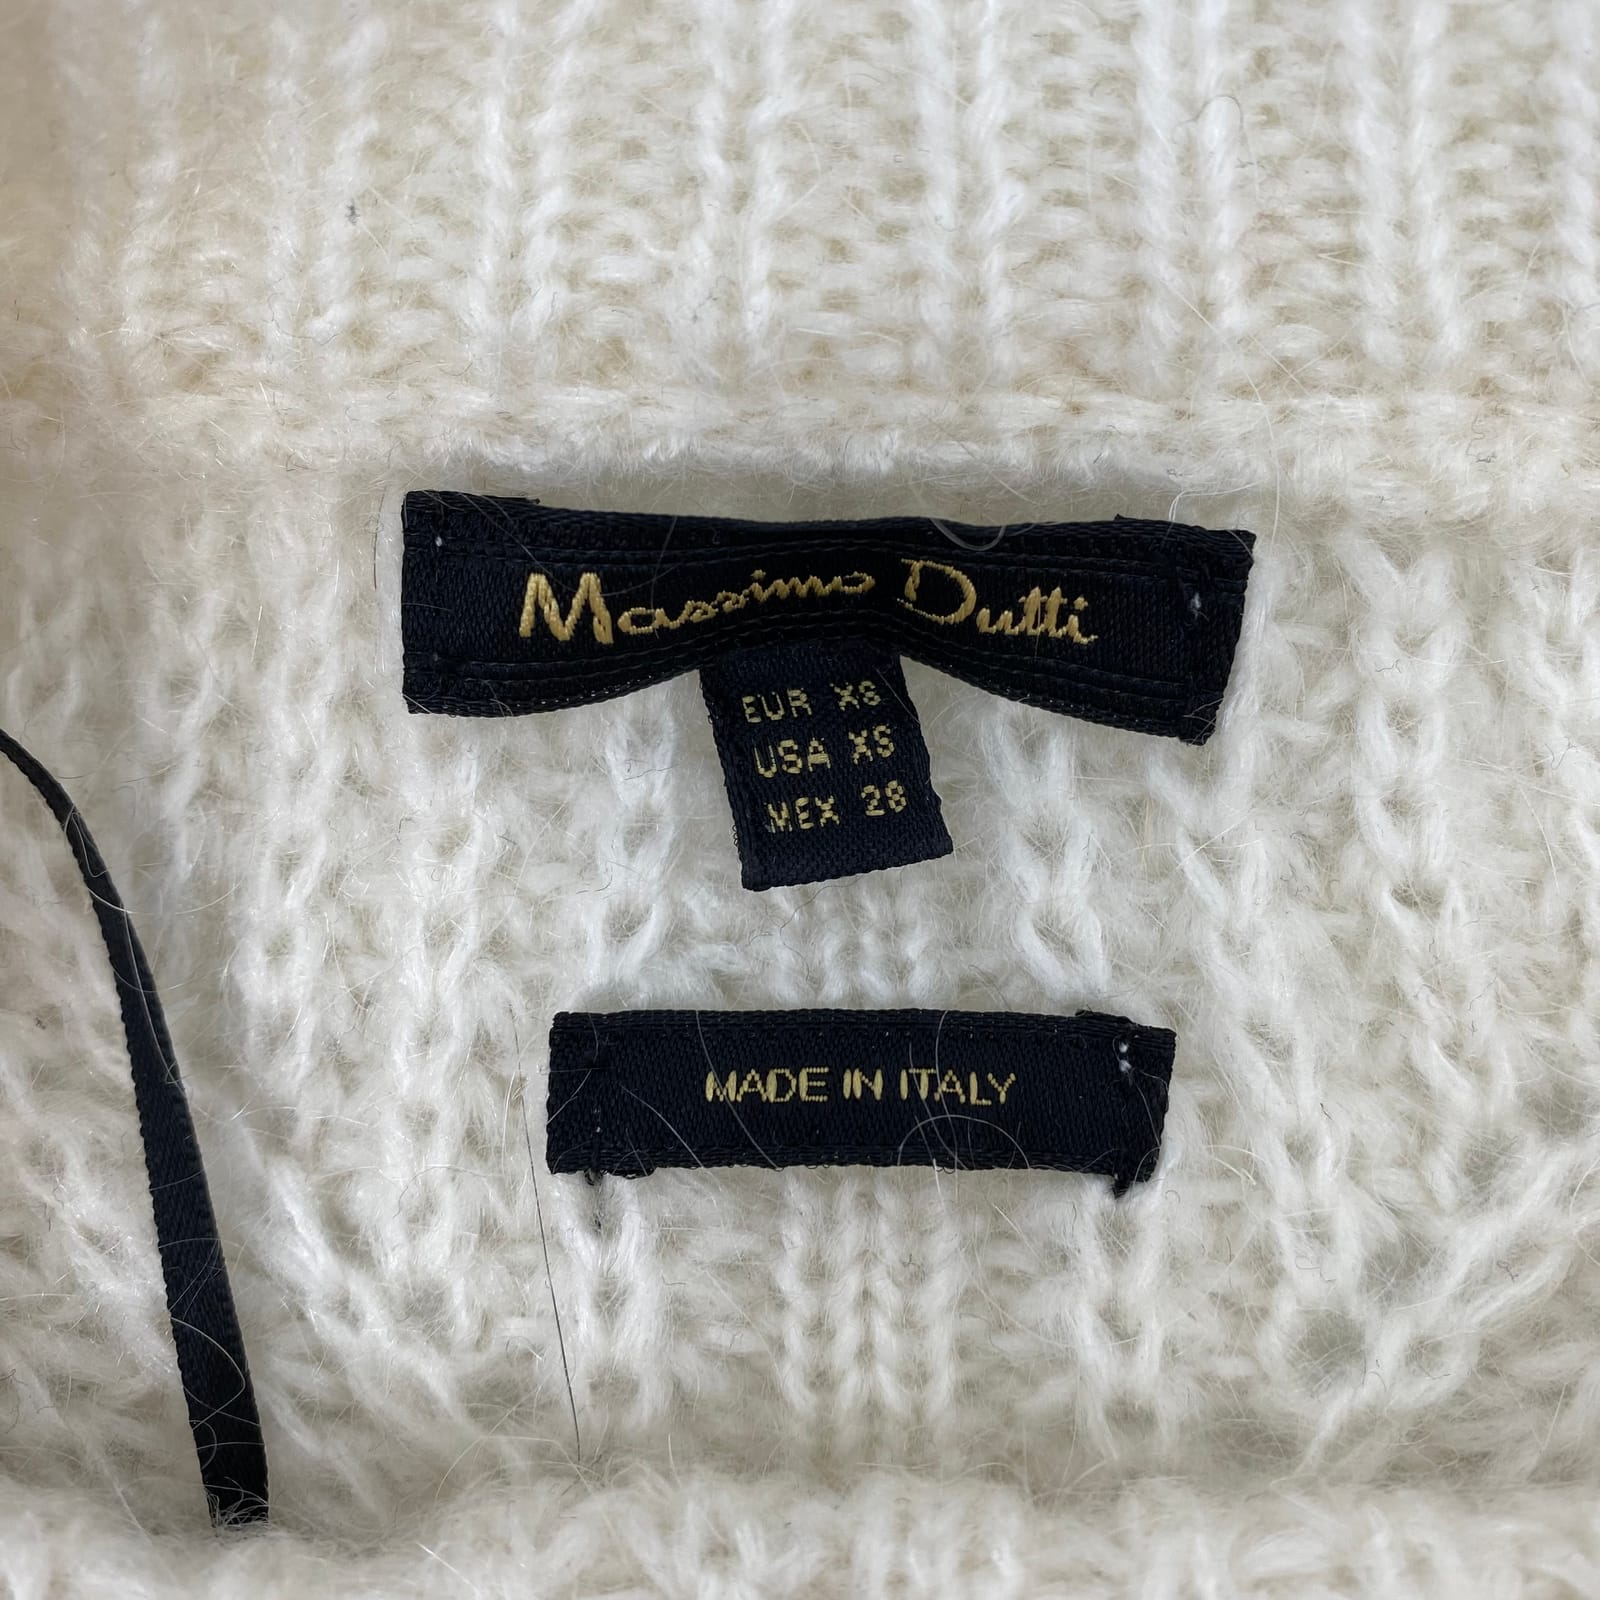 Massimo Dutti
EUR XS
USA XS
MEX 28
MADE IN ITALY